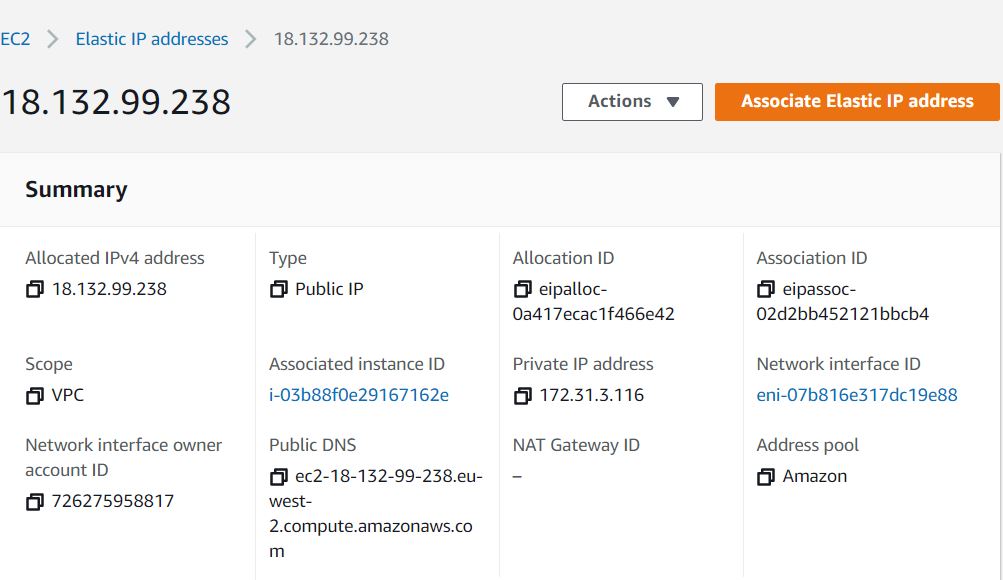 EC2 > Elastic IP addresses > 18.132.99.238
18.132.99.238
Actions ▼
Associate Elastic IP address
Summary
Allocated IPv4 address
18.132.99.238
Type
Public IP
Allocation ID
eipalloc-
0a417ecac1f466e42
Association ID
eipassoc-
02d2bb452121bbcb4
Scope
VPC
Associated instance ID
i-03b88f0e29167162e
Private IP address
172.31.3.116
Network interface ID
eni-07b816e317dc19e88
Network interface owner
account ID
726275958817
Public DNS
ec2-18-132-99-238.eu-
west-
2.compute.amazonaws.co
m
NAT Gateway ID
–
Address pool
Amazon